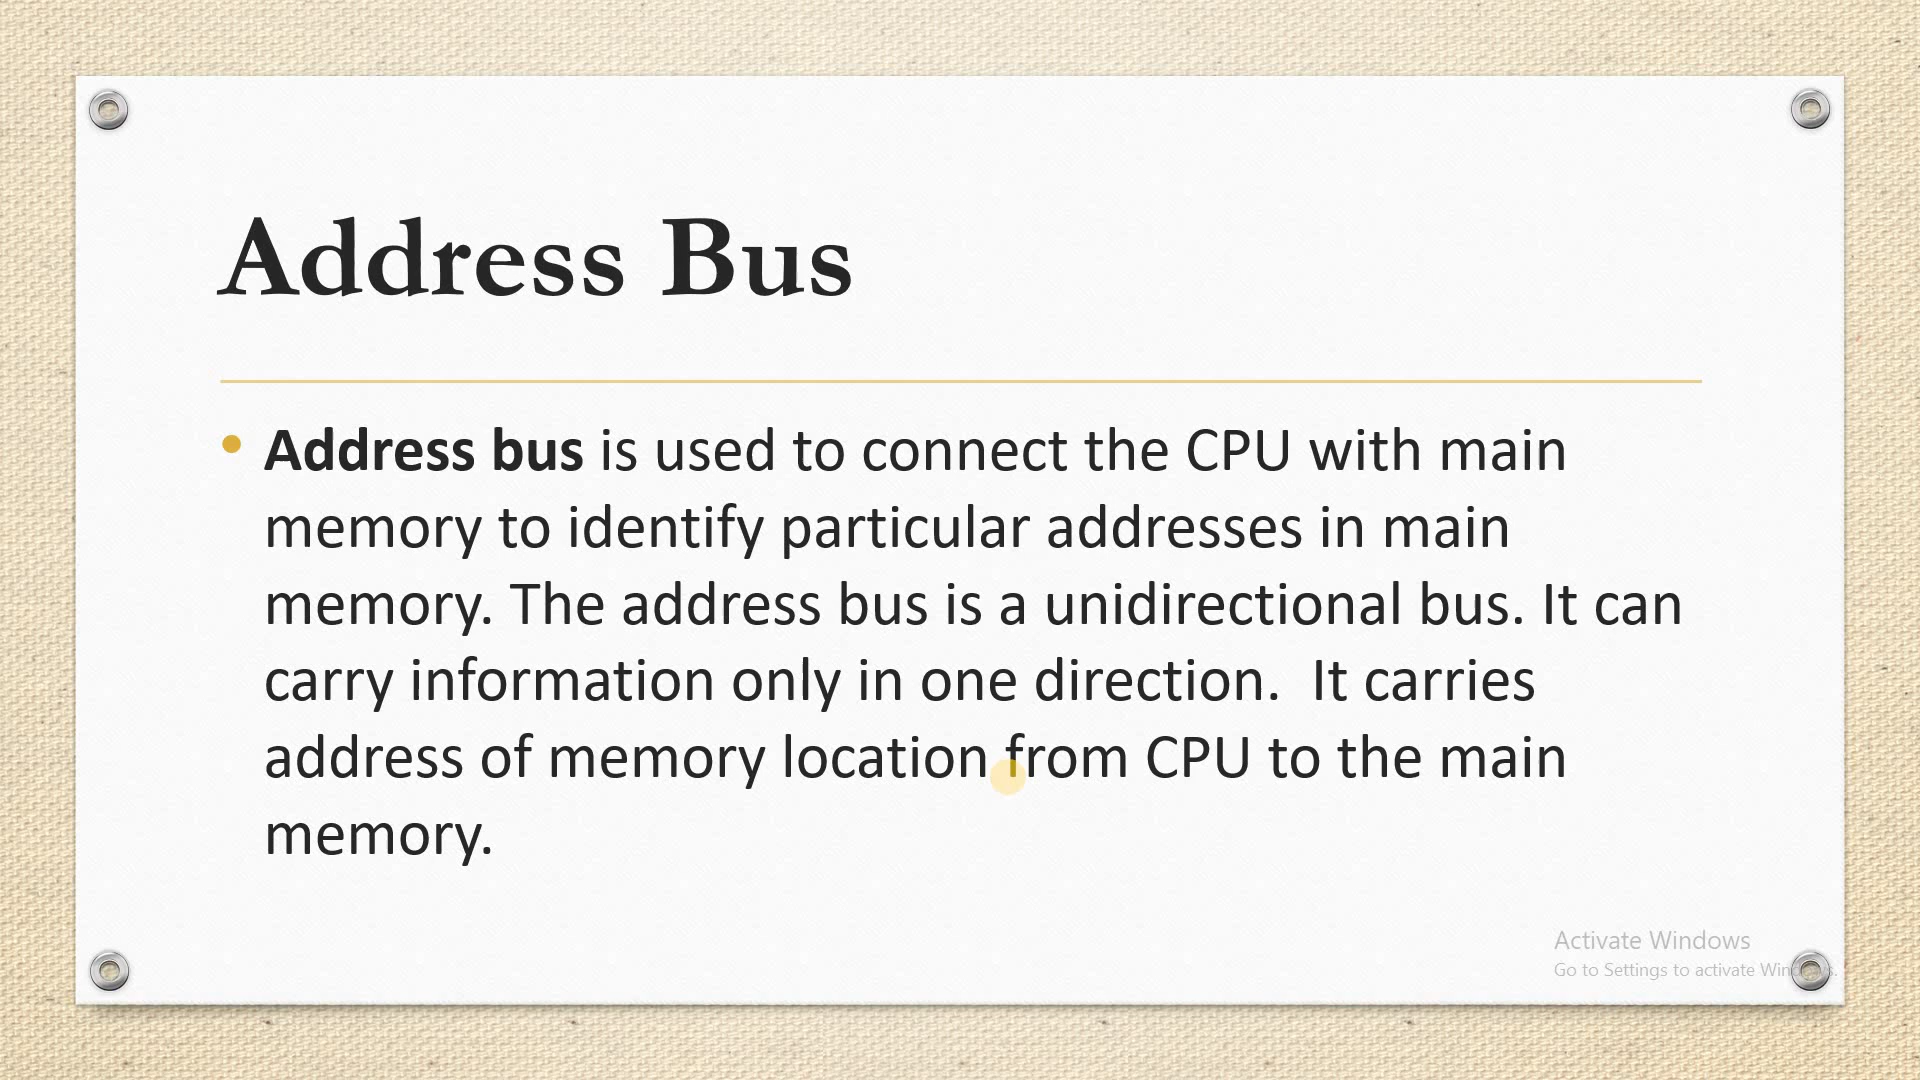 Address Bus
Address bus is used to connect the CPU with main
memory to identify particular addresses in main
memory. The address bus is a unidirectional bus. It can
carry information only in one direction.  It carries
address of memory location from CPU to the main
memory.
Activate Windows
Go to Settings to activate Windows.